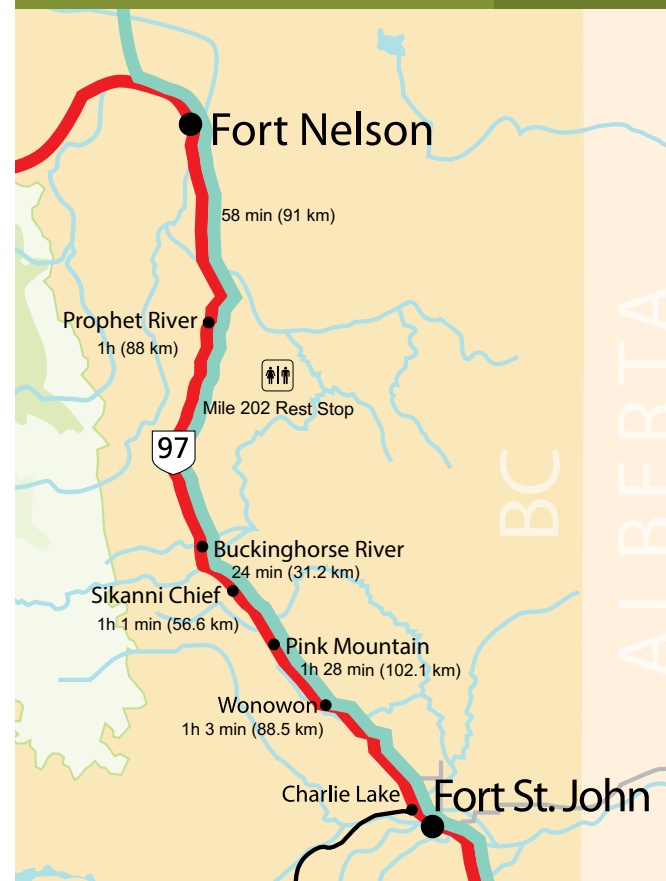 Fort Nelson
58 min (91 km)
Prophet River
1h (88 km)
Mile 202 Rest Stop
97
BC
ALBERTA
Buckinghorse River
24 min (31.2 km)
Sikanni Chief
1h 1 min (56.6 km)
Pink Mountain
1h 28 min (102.1 km)
Wonowon
1h 3 min (88.5 km)
Charlie Lake
Fort St. John